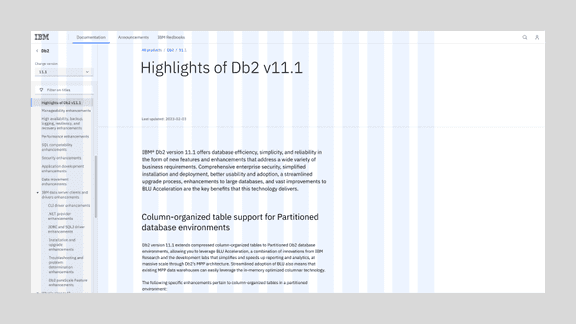 IBM
Documentation
Announcements
IBM Redbooks
Db2
Change version
11.1
Filter on titles
Highlights of Db2 v11.1
Manageability enhancements
High availability, backup,
logging, resiliency, and
recovery enhancements
Performance enhancements
SQL compatibility
enhancements
Security enhancements
Application development
enhancements
Data movement
enhancements
IBM data server clients and
drivers enhancements
CLI driver enhancements
.NET provider
enhancements
JDBC and SQLJ driver
enhancements
Installation and
upgrade
enhancements
Troubleshooting and
problem
determination
enhancements
Db2 pureScale Feature
enhancements
All products / Db2 / 11.1
Highlights of Db2 v11.1
Last updated: 2023-02-03
IBM® Db2 version 11.1 offers database efficiency, simplicity, and reliability in
the form of new features and enhancements that address a wide variety of
business requirements. Comprehensive enterprise security, simplified
installation and deployment, better usability and adoption, a streamlined
upgrade process, enhancements to large databases, and vast improvements to
BLU Acceleration are the key benefits that this technology delivers.
Column-organized table support for Partitioned
database environments
Db2 version 11.1 extends compressed column-organized tables to Partitioned Db2 database
environments, allowing you to leverage BLU Acceleration, a combination of innovations from IBM
Research and the development labs that simplifies and speeds up reporting and analytics, at
massive scale through Db2's MPP architecture. Streamlined adoption of BLU also means that
existing MPP data warehouses can easily leverage the in-memory optimized columnar technology.
The following specific enhancements pertain to column-organized tables in a partitioned
environment: